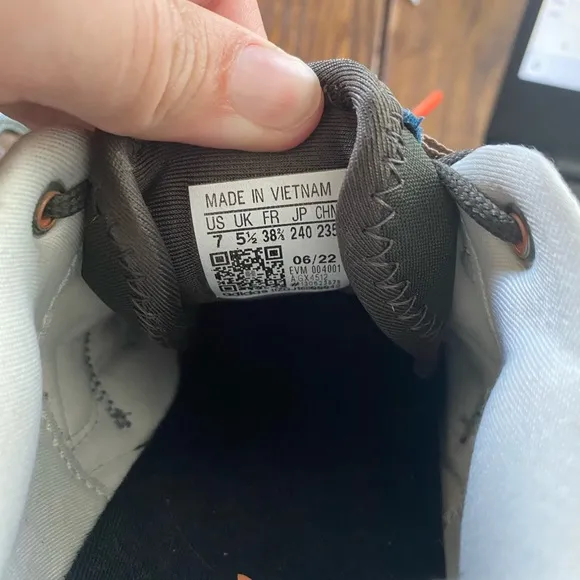 MADE IN VIETNAM
US UK FR JP CHN
7 5½ 38⅔ 240 235
06/22
EVM 004001
adidas